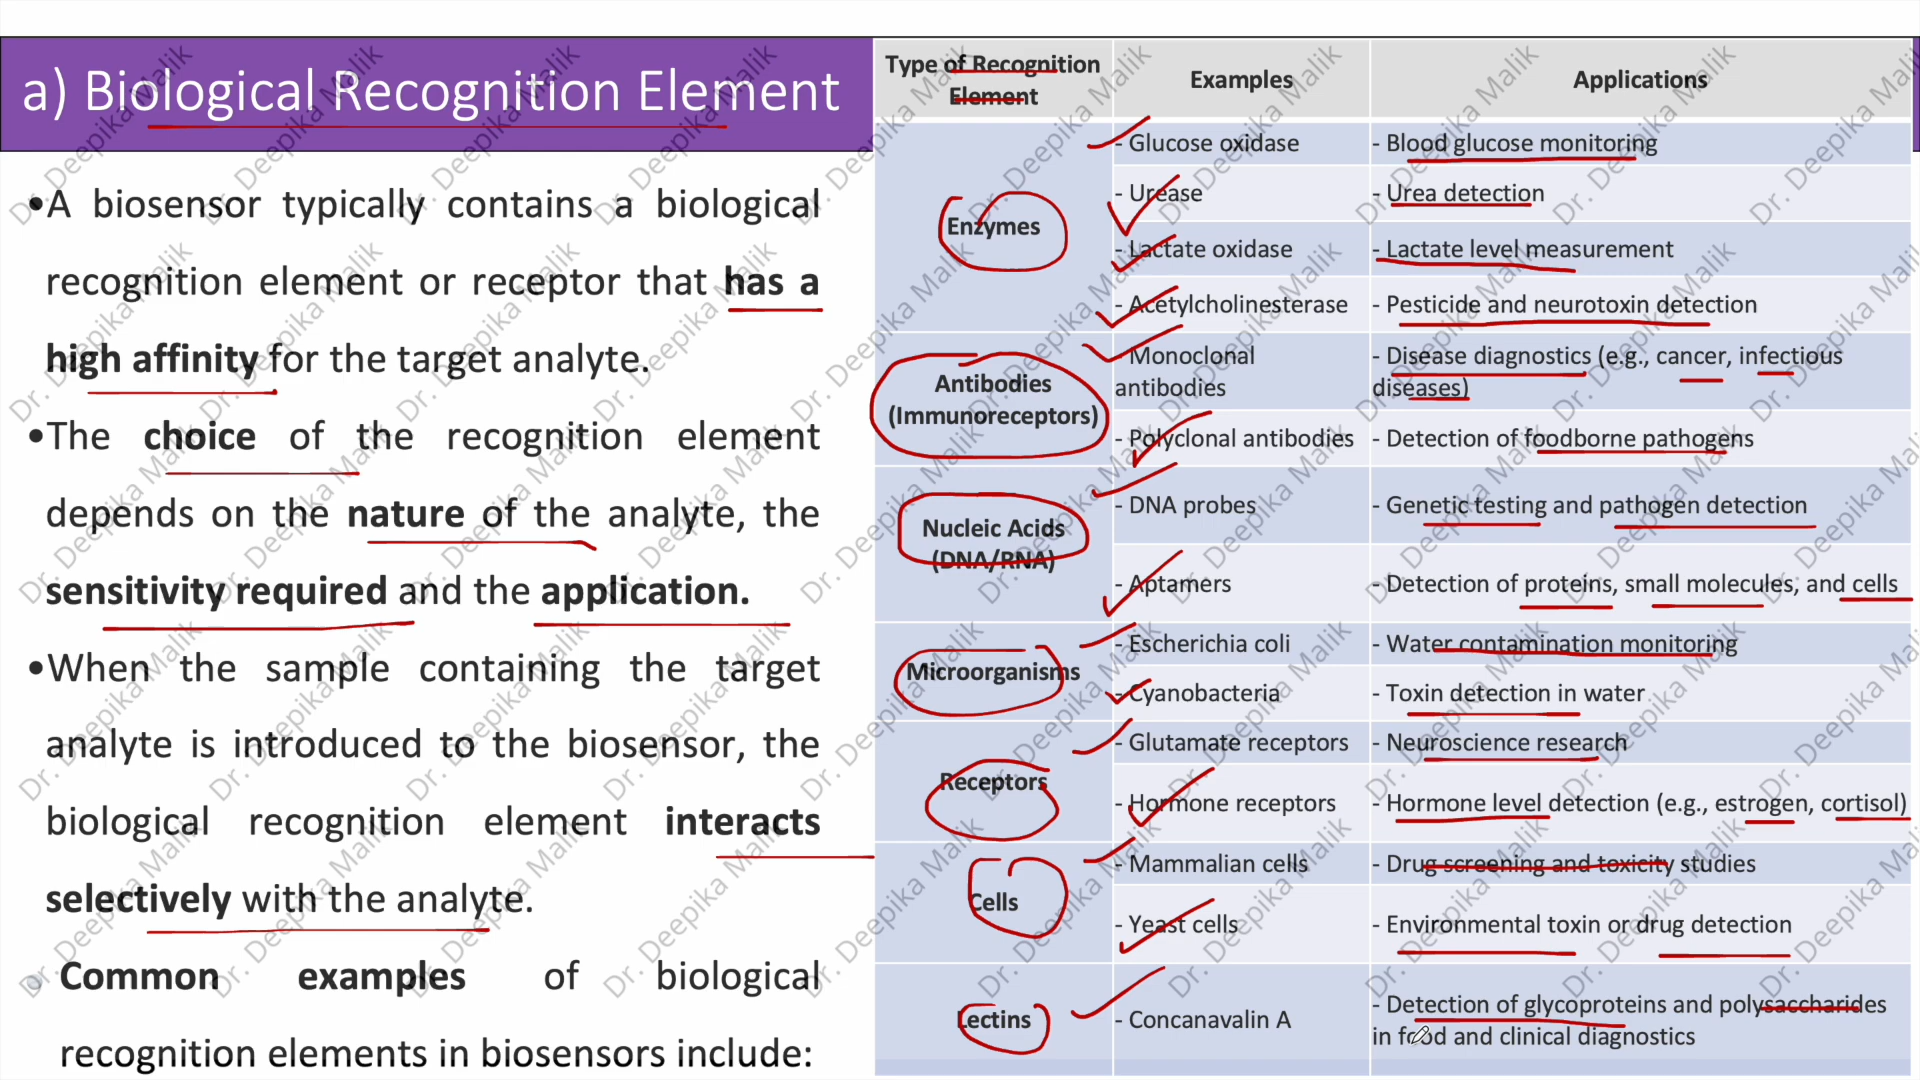 a) Biological Recognition Element
•A biosensor typically contains a biological
recognition element or receptor that has a
high affinity for the target analyte.
•The choice of the recognition element
depends on the nature of the analyte, the
sensitivity required and the application.
•When the sample containing the target
analyte is introduced to the biosensor, the
biological recognition element interacts
selectively with the analyte.
• Common examples of biological
recognition elements in biosensors include:
Type of Recognition
Element
Examples
Applications
Enzymes
- Glucose oxidase
- Blood glucose monitoring
- Urease
- Urea detection
- Lactate oxidase
- Lactate level measurement
- Acetylcholinesterase
- Pesticide and neurotoxin detection
Antibodies
(Immunoreceptors)
- Monoclonal
antibodies
- Disease diagnostics (e.g., cancer, infectious
diseases)
- Polyclonal antibodies
- Detection of foodborne pathogens
Nucleic Acids
(DNA/RNA)
- DNA probes
- Genetic testing and pathogen detection
- Aptamers
- Detection of proteins, small molecules, and cells
Microorganisms
- Escherichia coli
- Water contamination monitoring
- Cyanobacteria
- Toxin detection in water
Receptors
- Glutamate receptors
- Neuroscience research
- Hormone receptors
- Hormone level detection (e.g., estrogen, cortisol)
Cells
- Mammalian cells
- Drug screening and toxicity studies
- Yeast cells
- Environmental toxin or drug detection
Lectins
- Concanavalin A
- Detection of glycoproteins and polysaccharides
in food and clinical diagnostics
Dr. Deepika Malik